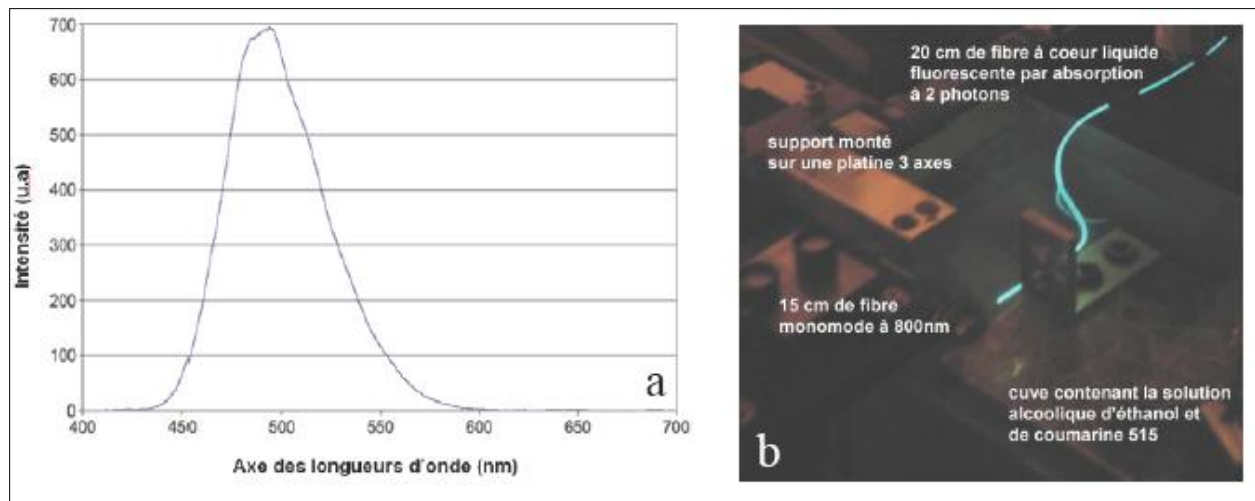 700
600
500
400
300
200
100
0
400 450 500 550 600 650 700
Intensité (u.a)
Axe des longueurs d'onde (nm)
a
20 cm de fibre à coeur liquide
fluorescente par absorption
à 2 photons
support monté
sur une platine 3 axes
15 cm de fibre
monomode à 800nm
cuve contenant la solution
alcoolique d'éthanol et
de coumarine 515
b